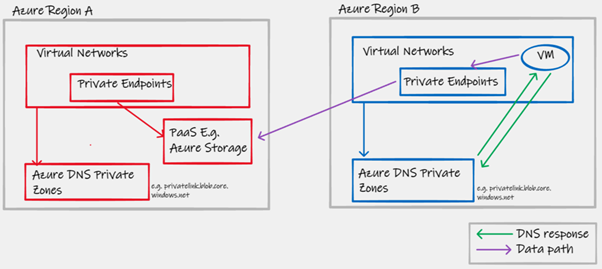 Azure Region A
Virtual Networks
Private Endpoints
PaaS E.g.
Azure Storage
Azure DNS Private
Zones
e.g. privatelink.blob.core.
windows.net
Azure Region B
Virtual Networks
VM
Private Endpoints
Azure DNS Private
Zones
e.g. privatelink.blob.core.
windows.net
DNS response
Data path